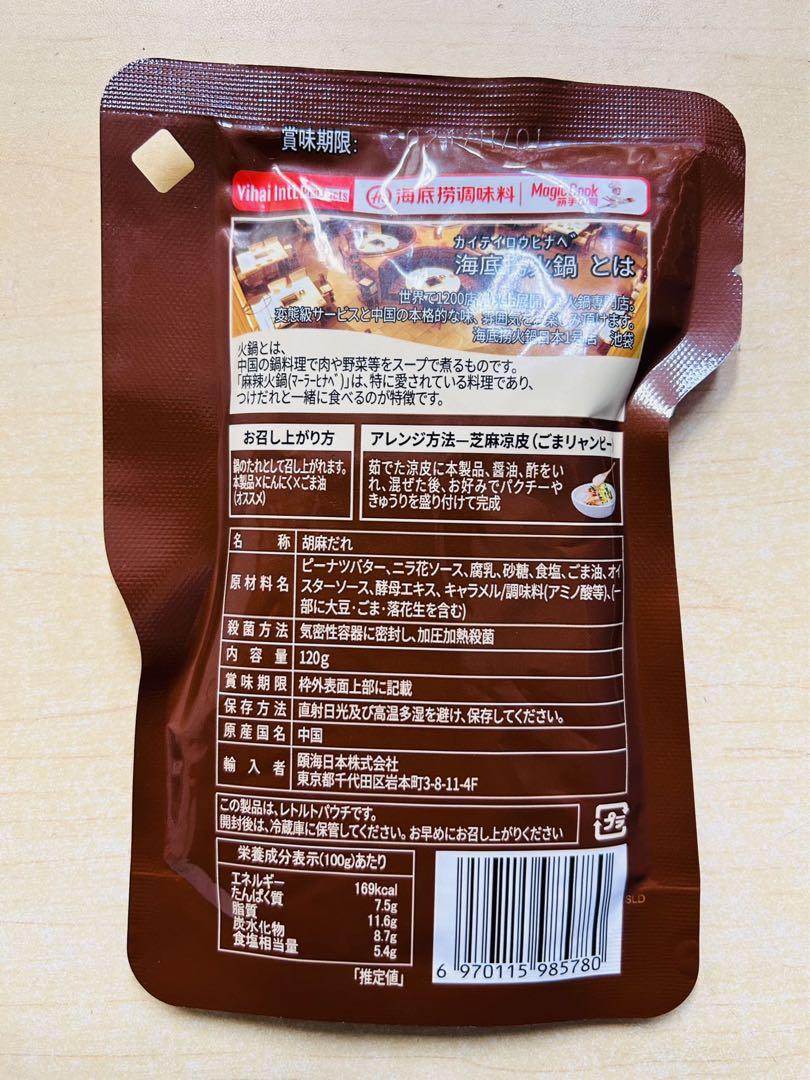 賞味期限:
Yihai Intl Products 海底捞调味料 Magic Cook
カイテイロウヒナベ
海底捞火鍋 とは
世界で1200店
変態級サービスと中国の本格的な味、雰囲気
海底捞火鍋日本1号店 池袋
火鍋とは、
中国の鍋料理で肉や野菜等をスープで煮るものです。
「麻辣火鍋(マーラーヒナベ)」は、特に愛されている料理であり、
つけだれと一緒に食べるのが特徴です。
お召し上がり方
鍋のたれとして召し上がれます。
本製品×にんにく×ごま油
(オススメ)
アレンジ方法—芝麻凉皮(ごまリャンピー
茹でた涼皮に本製品、醤油、酢をい
れ、混ぜた後、お好みでパクチーや
きゅうりを盛り付けて完成
名 称 胡麻だれ
原材料名 ピーナツバター、ニラ花ソース、腐乳、砂糖、食塩、ごま油、オイ
スターソース、酵母エキス、キャラメル/調味料(アミノ酸等)、(一
部に大豆・ごま・落花生を含む)
殺菌方法 気密性容器に密封し、加圧加熱殺菌
内容量 120g
賞味期限 枠外表面上部に記載
保存方法 直射日光及び高温多湿を避け、保存してください。
原産国名 中国
輸入者 頤海日本株式会社
東京都千代田区岩本町3-8-11-4F
この製品は、レトルトパウチです。
開封後は、冷蔵庫に保管してください。お早めにお召し上がりください
プラ
栄養成分表示(100g)あたり
エネルギー 169kcal
たんぱく質 7.5g
脂質 11.6g
炭水化物 8.7g
食塩相当量 5.4g
「推定値」
6 970115 985780
SLD